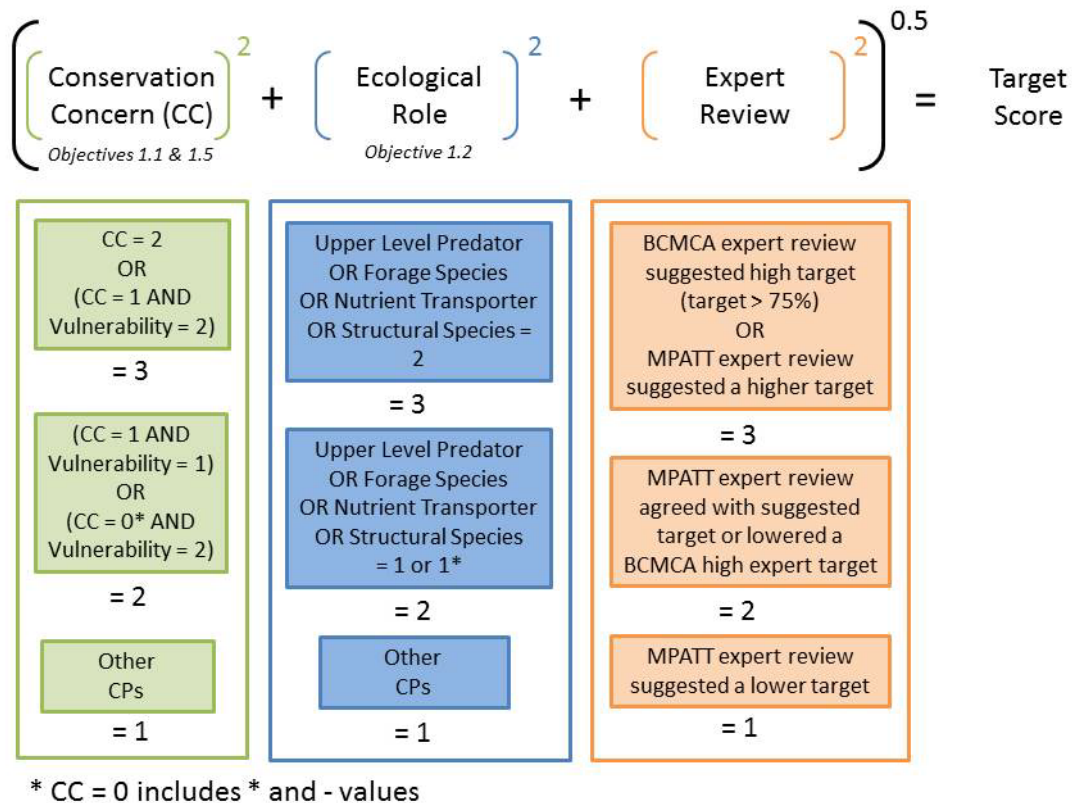 Conservation
Concern (CC)
Objectives 1.1 & 1.5
2
+
Ecological
Role
Objective 1.2
2
+
Expert
Review
2
0.5
=
Target
Score
CC = 2
OR
(CC = 1 AND
Vulnerability = 2)
= 3
(CC = 1 AND
Vulnerability = 1)
OR
(CC = 0* AND
Vulnerability = 2)
= 2
Other
CPs
= 1
Upper Level Predator
OR Forage Species
OR Nutrient Transporter
OR Structural Species =
2
= 3
Upper Level Predator
OR Forage Species
OR Nutrient Transporter
OR Structural Species
= 1 or 1*
= 2
Other
CPs
= 1
BCMCA expert review
suggested high target
(target > 75%)
OR
MPATT expert review
suggested a higher target
= 3
MPATT expert review
agreed with suggested
target or lowered a
BCMCA high expert target
= 2
MPATT expert review
suggested a lower target
= 1
* CC = 0 includes * and - values